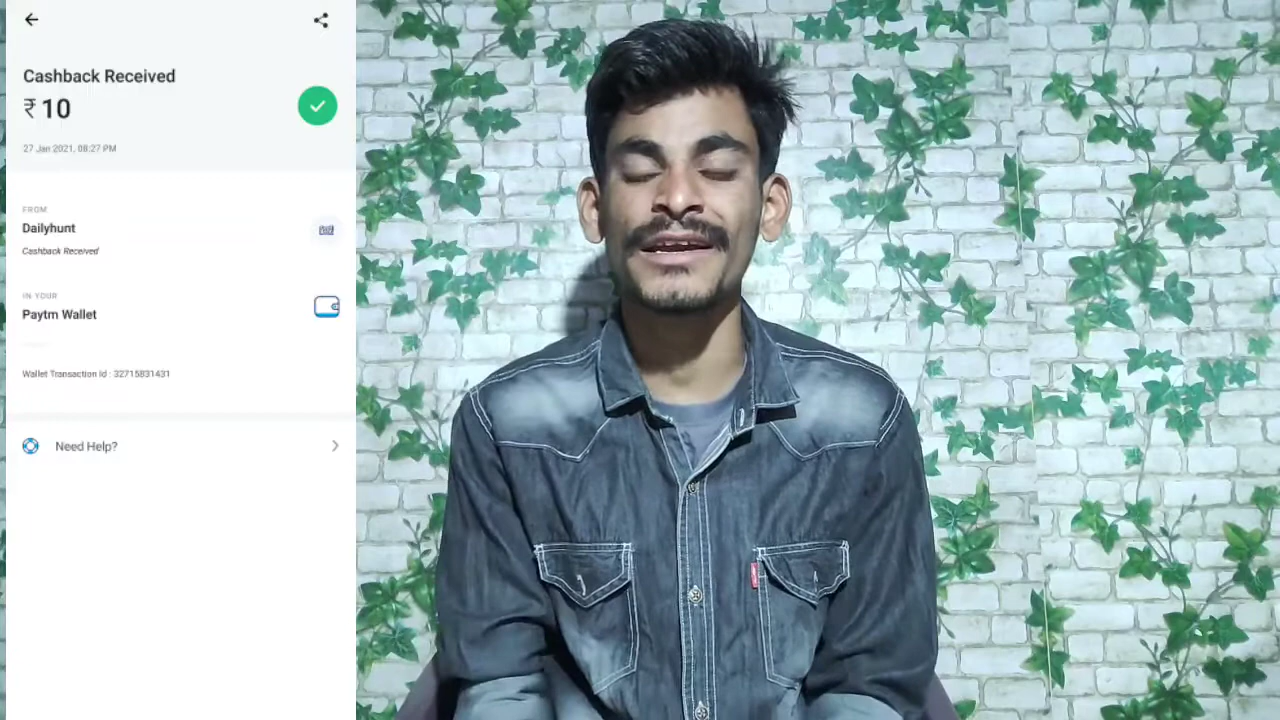 Cashback Received
₹ 10
27 Jan 2021, 08:27 PM
FROM
Dailyhunt
Cashback Received
IN YOUR
Paytm Wallet
Wallet Transaction Id : 32715831431
Need Help?